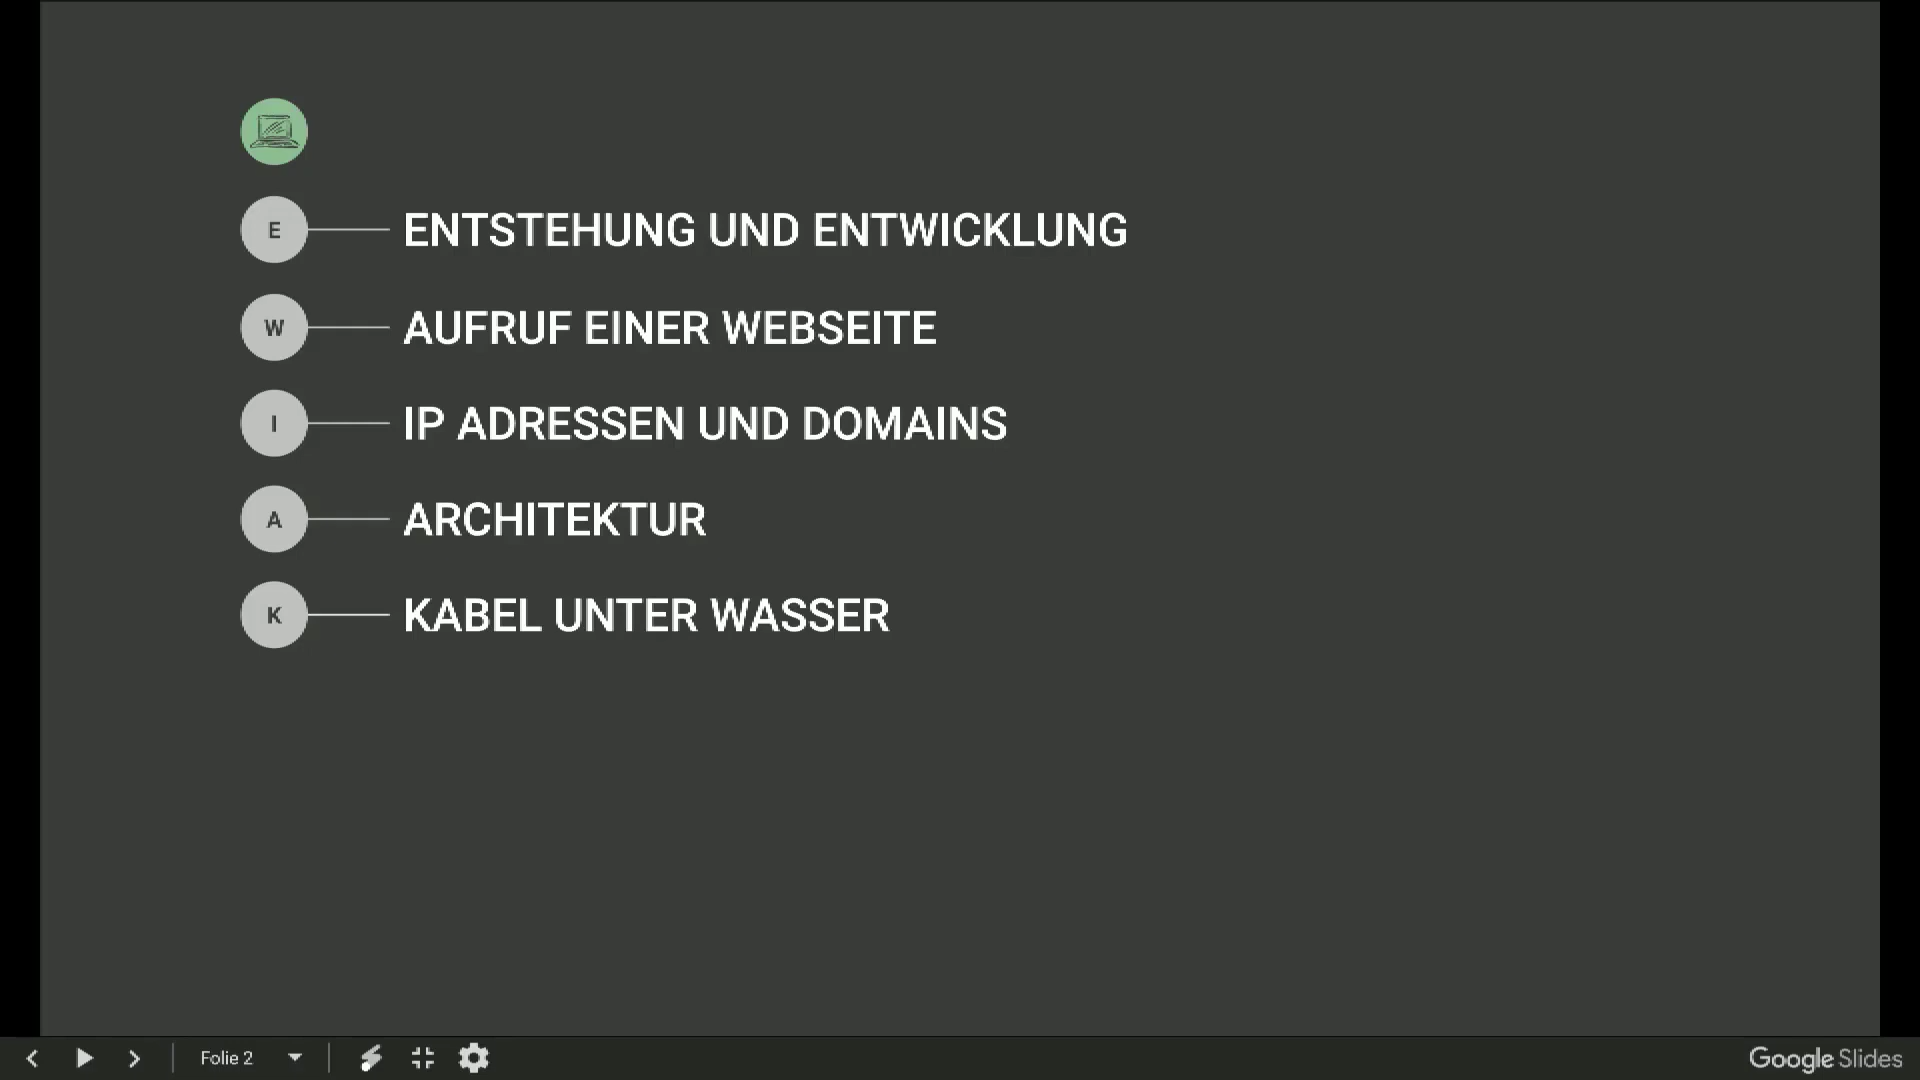 E ENTSTEHUNG UND ENTWICKLUNG
W AUFRUF EINER WEBSEITE
I IP ADRESSEN UND DOMAINS
A ARCHITEKTUR
K KABEL UNTER WASSER
Folie 2
Google Slides